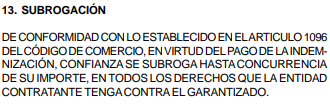 13. SUBROGACIÓN
DE CONFORMIDAD CON LO ESTABLECIDO EN EL ARTICULO 1096
DEL CÓDIGO DE COMERCIO, EN VIRTUD DEL PAGO DE LA INDEM-
NIZACIÓN, CONFIANZA SE SUBROGA HASTA CONCURRENCIA
DE SU IMPORTE, EN TODOS LOS DERECHOS QUE LA ENTIDAD
CONTRATANTE TENGA CONTRA EL GARANTIZADO.